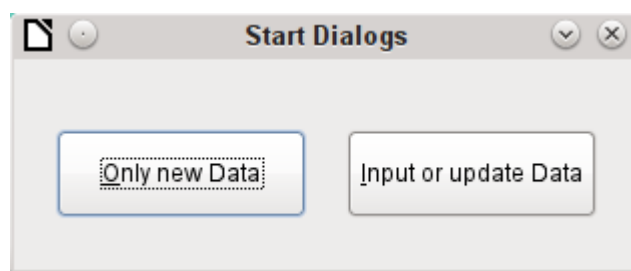 Start Dialogs
Only new Data
Input or update Data